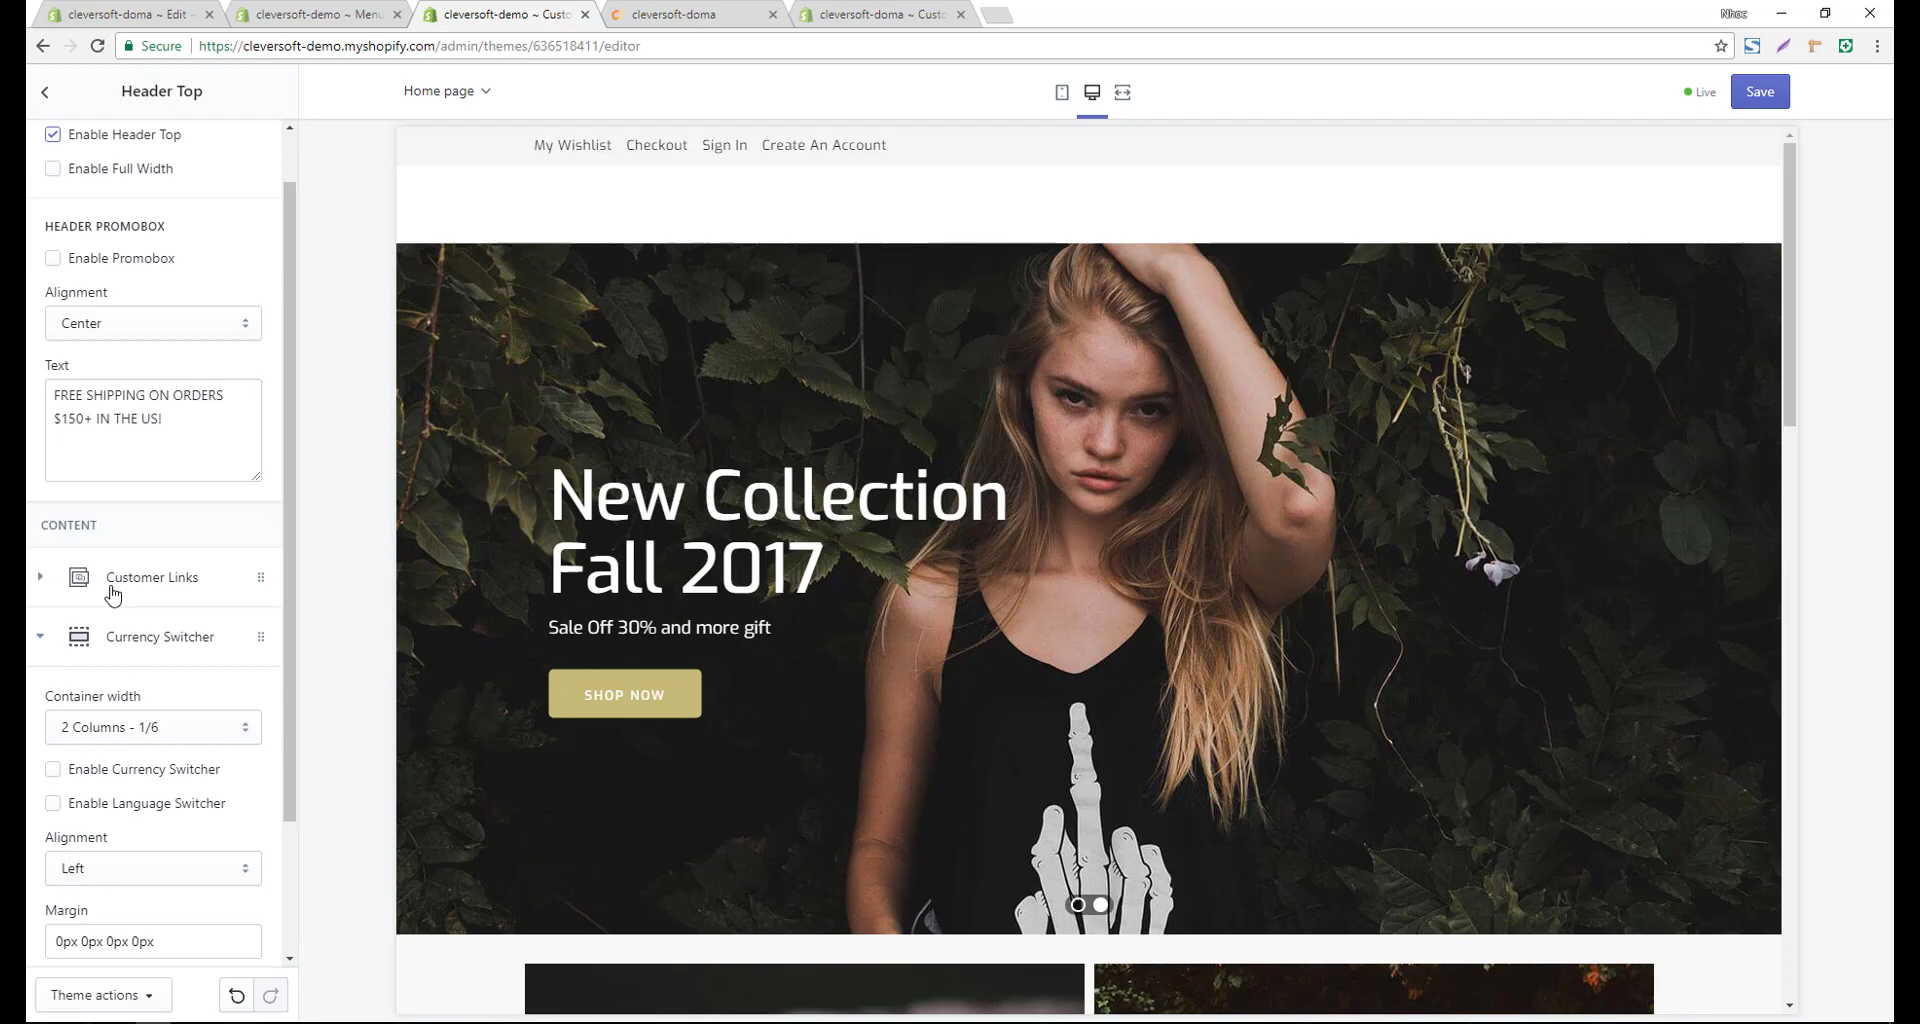 cleversoft-doma ~ Edit ~
cleversoft-demo ~ Menu
cleversoft-demo ~ Custo
cleversoft-doma
cleversoft-doma ~ Custo
Nhoc
Secure
https://cleversoft-demo.myshopify.com/admin/themes/636518411/editor
Header Top
Home page
Live
Save
Enable Header Top
Enable Full Width
HEADER PROMOBOX
Enable Promobox
Alignment
Center
Text
FREE SHIPPING ON ORDERS
$150+ IN THE US!
CONTENT
Customer Links
Currency Switcher
Container width
2 Columns - 1/6
Enable Currency Switcher
Enable Language Switcher
Alignment
Left
Margin
0px 0px 0px 0px
Theme actions
My Wishlist Checkout Sign In Create An Account
New Collection
Fall 2017
Sale Off 30% and more gift
SHOP NOW